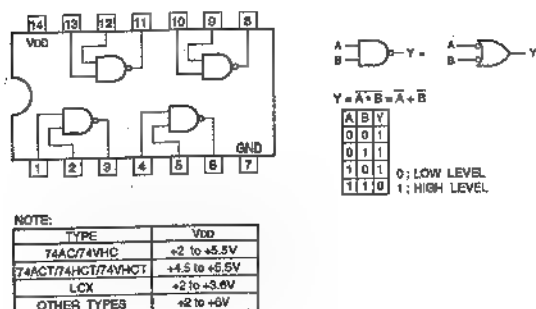 14 13 12 11 10 9 8
VDD
GND
1 2 3 4 5 6 7
A
B
Y =
A
B
Y
Y = A • B = A + B
A B Y
0 0 1
0 1 1
1 0 1
1 1 0
0 ; LOW LEVEL
1 ; HIGH LEVEL
NOTE:
TYPE VDD
74AC/74VHC +2 to +5.5V
74ACT/74HCT/74VHCT +4.5 to +5.5V
LCX +2 to +3.6V
OTHER TYPES +2 to +6V